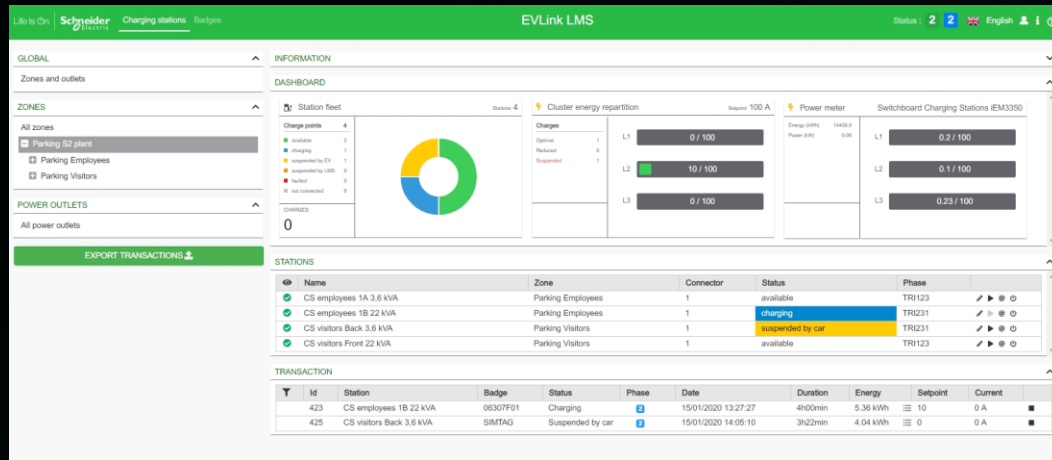 Life Is On Schneider Electric Charging stations Badges EVLink LMS Status : 2 2 English
GLOBAL
Zones and outlets
ZONES
All zones
Parking S2 plant
Parking Employees
Parking Visitors
POWER OUTLETS
All power outlets
EXPORT TRANSACTIONS
INFORMATION
DASHBOARD
Station fleet Stations 4
Charge points 4
available 2
charging 1
suspended by EV 1
suspended by LMS 0
faulted 0
not connected 0
CHARGES
0
Cluster energy repartition Setpoint 100 A
Charges
Optimal 1
Reduced 0
Suspended 1
L1 0 / 100
L2 10 / 100
L3 0 / 100
Power meter Switchboard Charging Stations iEM3350
Energy (kWh)
Power (kW)
L1 0.2 / 100
L2 0.1 / 100
L3 0.23 / 100
STATIONS
Name Zone Connector Status Phase
CS employees 1A 3,6 kVA Parking Employees 1 available TRI123
CS employees 1B 22 kVA Parking Employees 1 charging TRI231
CS visitors Back 3,6 kVA Parking Visitors 1 suspended by car TRI231
CS visitors Front 22 kVA Parking Visitors 1 available TRI123
TRANSACTION
Id Station Badge Status Phase Date Duration Energy Setpoint Current
423 CS employees 1B 22 kVA 06307F01 Charging 2 15/01/2020 13:27:27 4h00min 5.36 kWh 10 0 A
425 CS visitors Back 3,6 kVA SIMTAG Suspended by car 2 15/01/2020 14:05:10 3h22min 4.04 kWh 0 0 A